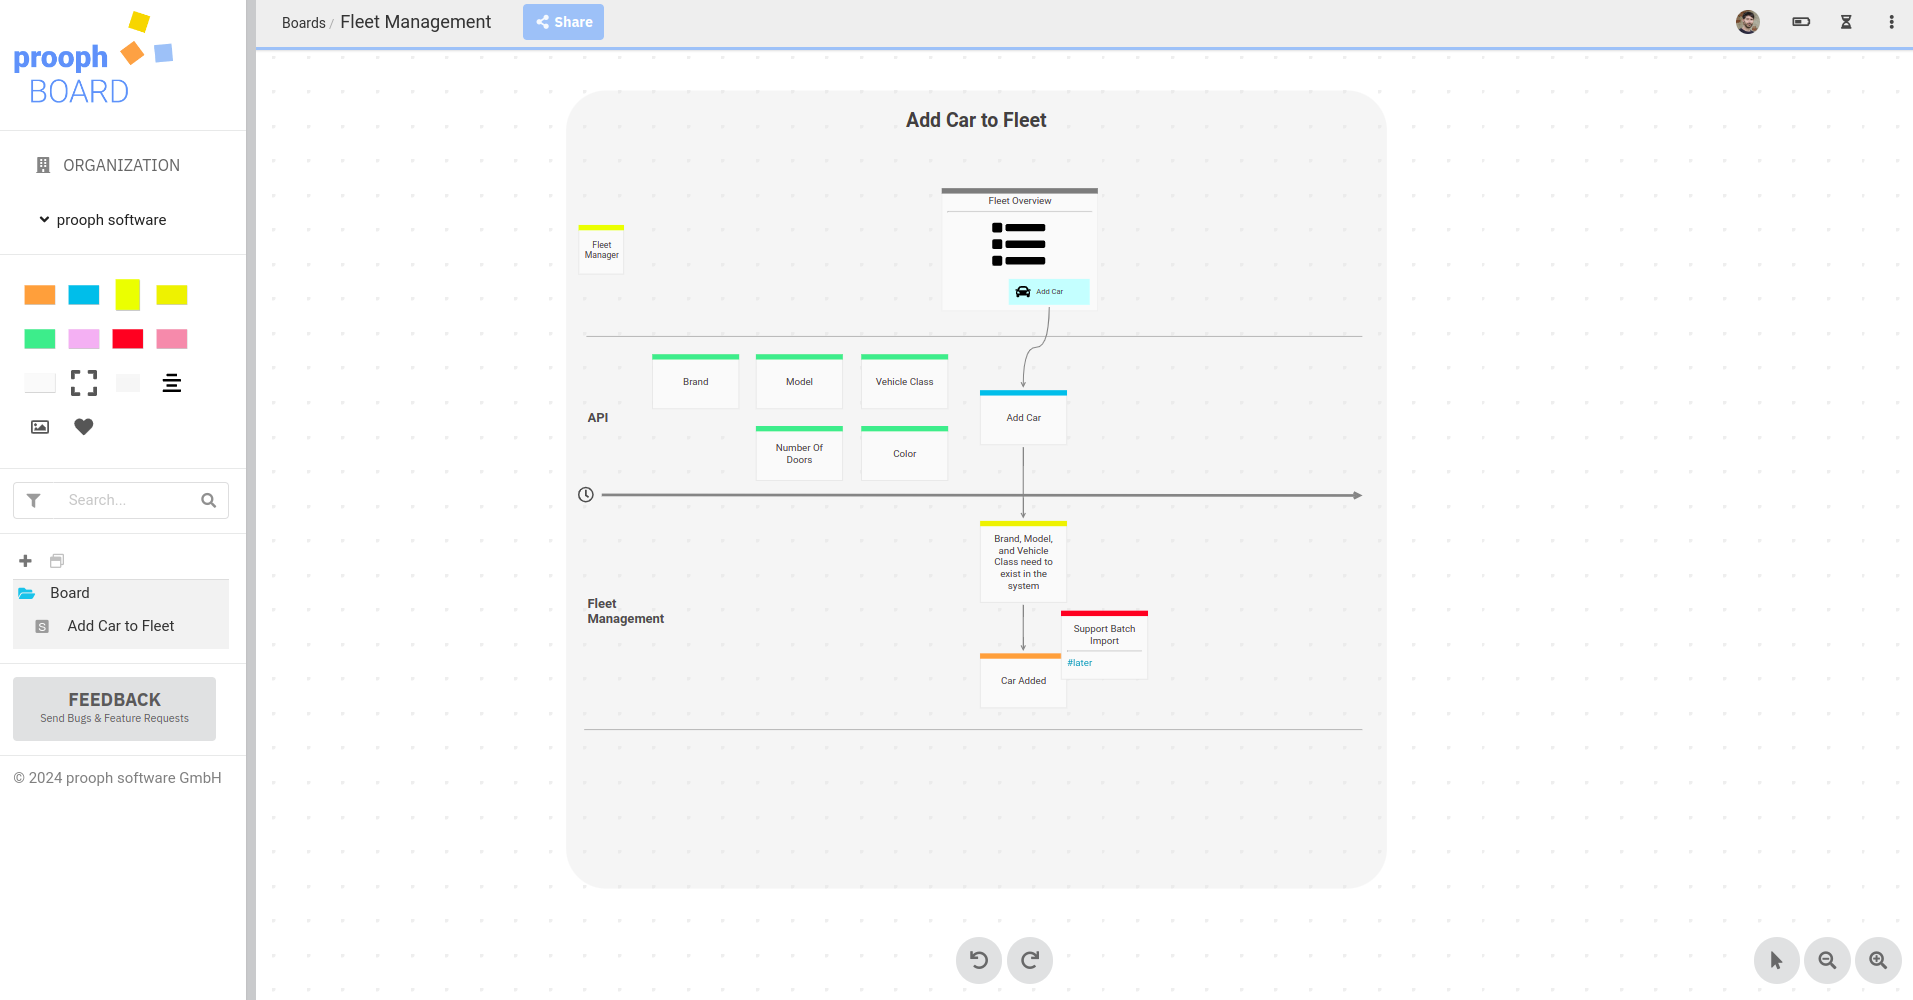 prooph
BOARD
Boards / Fleet Management
Share
ORGANIZATION
prooph software
Search...
Board
S
Add Car to Fleet
FEEDBACK
Send Bugs & Feature Requests
© 2024 prooph software GmbH
Add Car to Fleet
Fleet
Manager
Fleet Overview
Add Car
API
Brand
Model
Vehicle Class
Number Of
Doors
Color
Add Car
Fleet
Management
Brand, Model,
and Vehicle
Class need to
exist in the
system
Support Batch
Import
#later
Car Added